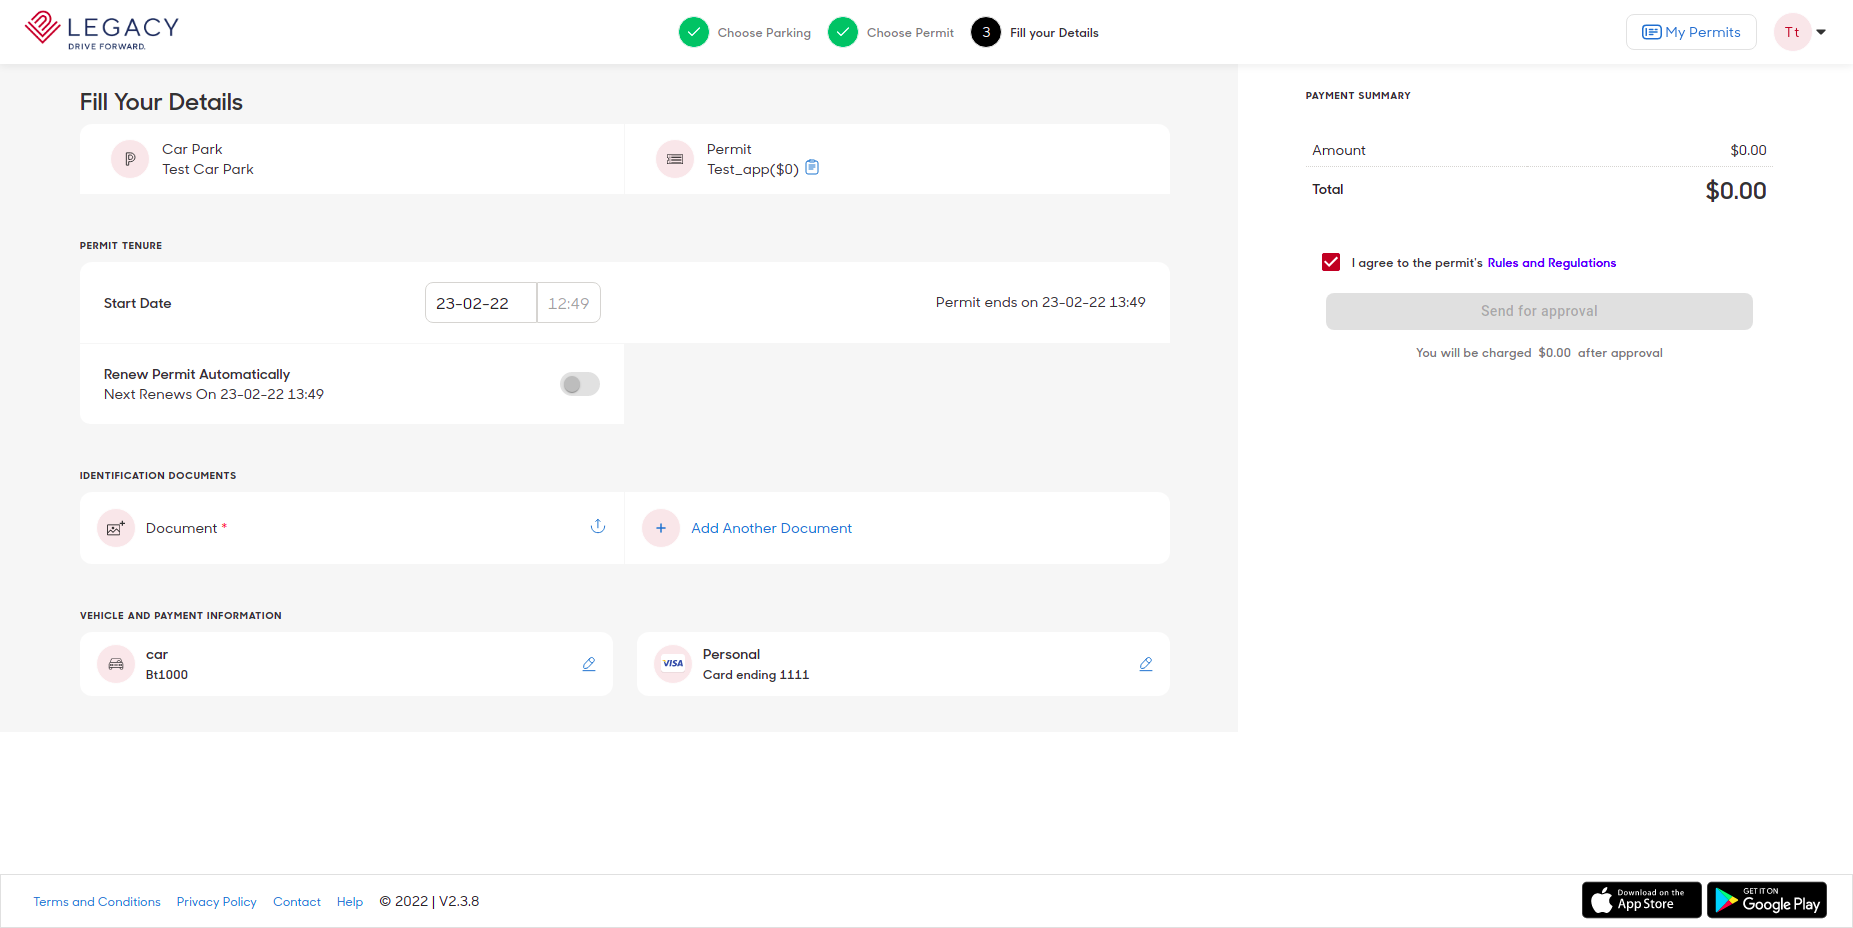 LEGACY
DRIVE FORWARD.
Choose Parking
Choose Permit
3 Fill your Details
My Permits
Tt
Fill Your Details
Car Park
Test Car Park
Permit
Test_app($0)
PERMIT TENURE
Start Date
23-02-22 12:49
Permit ends on 23-02-22 13:49
Renew Permit Automatically
Next Renews On 23-02-22 13:49
IDENTIFICATION DOCUMENTS
Document *
+ Add Another Document
VEHICLE AND PAYMENT INFORMATION
car
Bt1000
VISA
Personal
Card ending 1111
PAYMENT SUMMARY
Amount $0.00
Total $0.00
I agree to the permit's Rules and Regulations
Send for approval
You will be charged $0.00 after approval
Terms and Conditions Privacy Policy Contact Help © 2022 | V2.3.8
Download on the
App Store
GET IT ON
Google Play